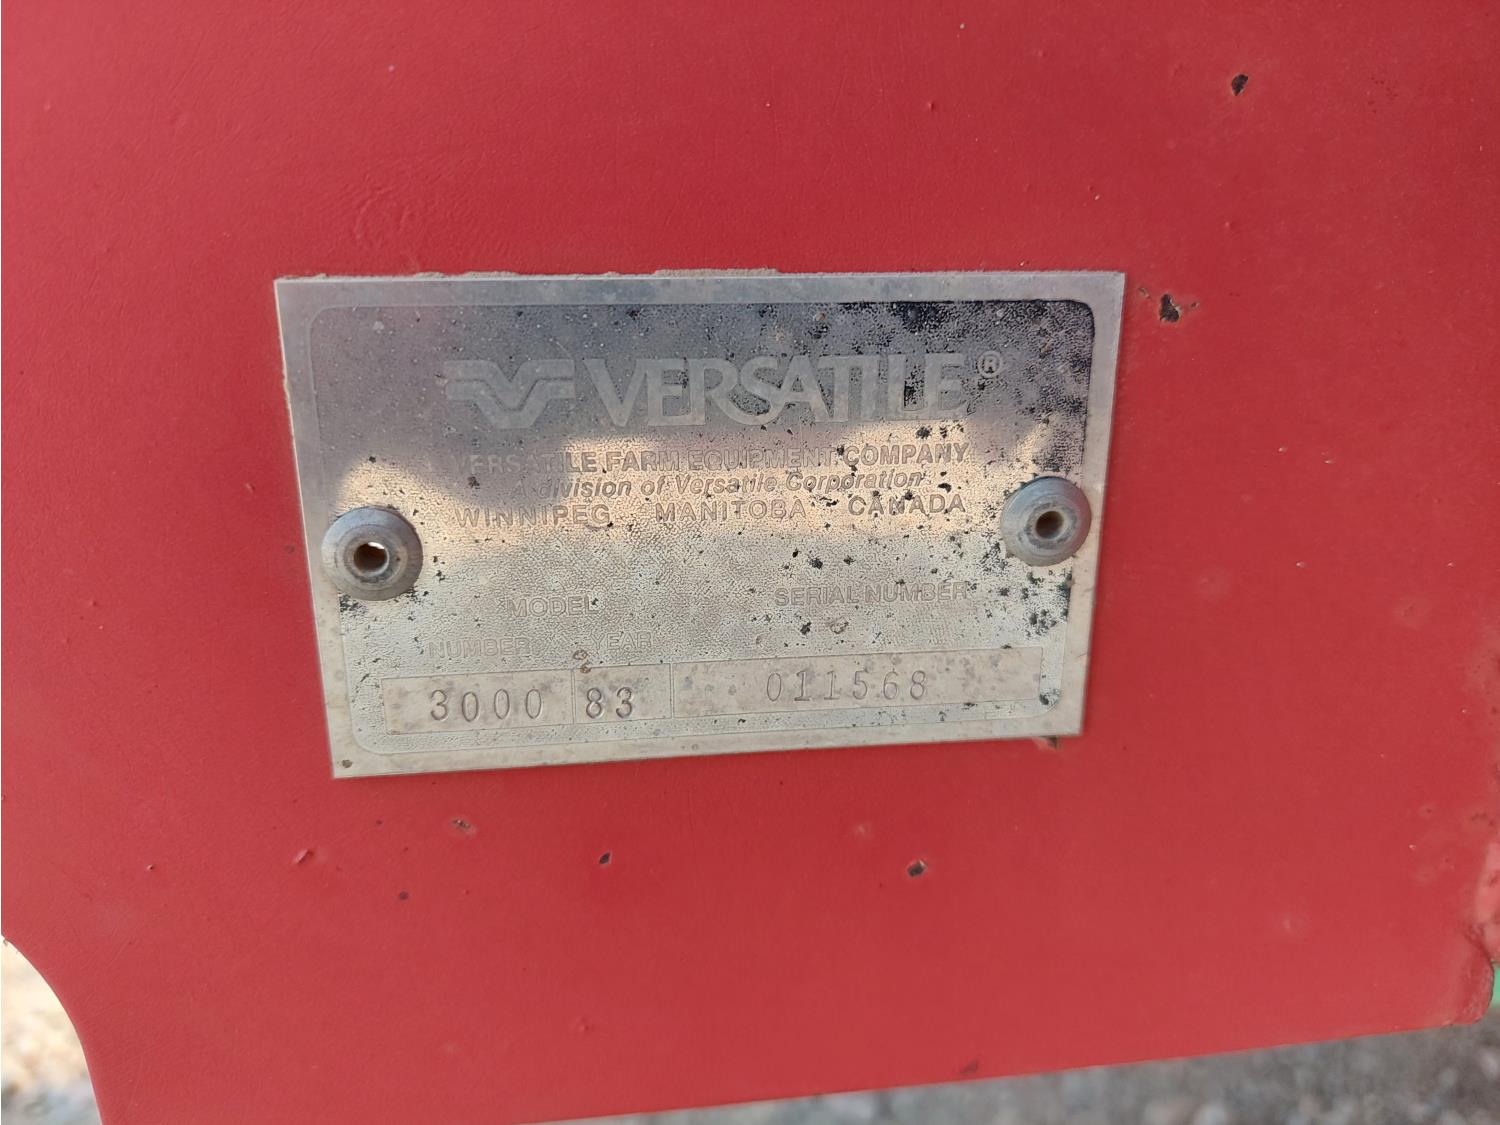 VERSATILE®
VERSATILE FARM EQUIPMENT COMPANY
A division of Versatile Corporation
WINNIPEG MANITOBA CANADA
MODEL SERIAL NUMBER
NUMBER YEAR
3000 83 011568